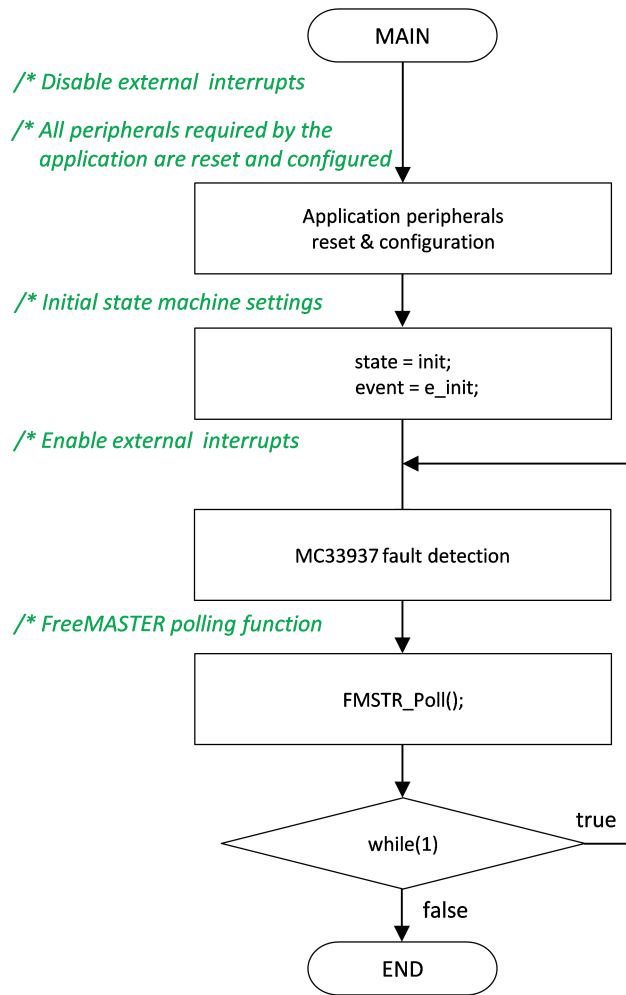 MAIN
/* Disable external interrupts
/* All peripherals required by the
application are reset and configured
Application peripherals
reset & configuration
/* Initial state machine settings
state = init;
event = e_init;
/* Enable external interrupts
MC33937 fault detection
/* FreeMASTER polling function
FMSTR_Poll();
while(1)
true
false
END